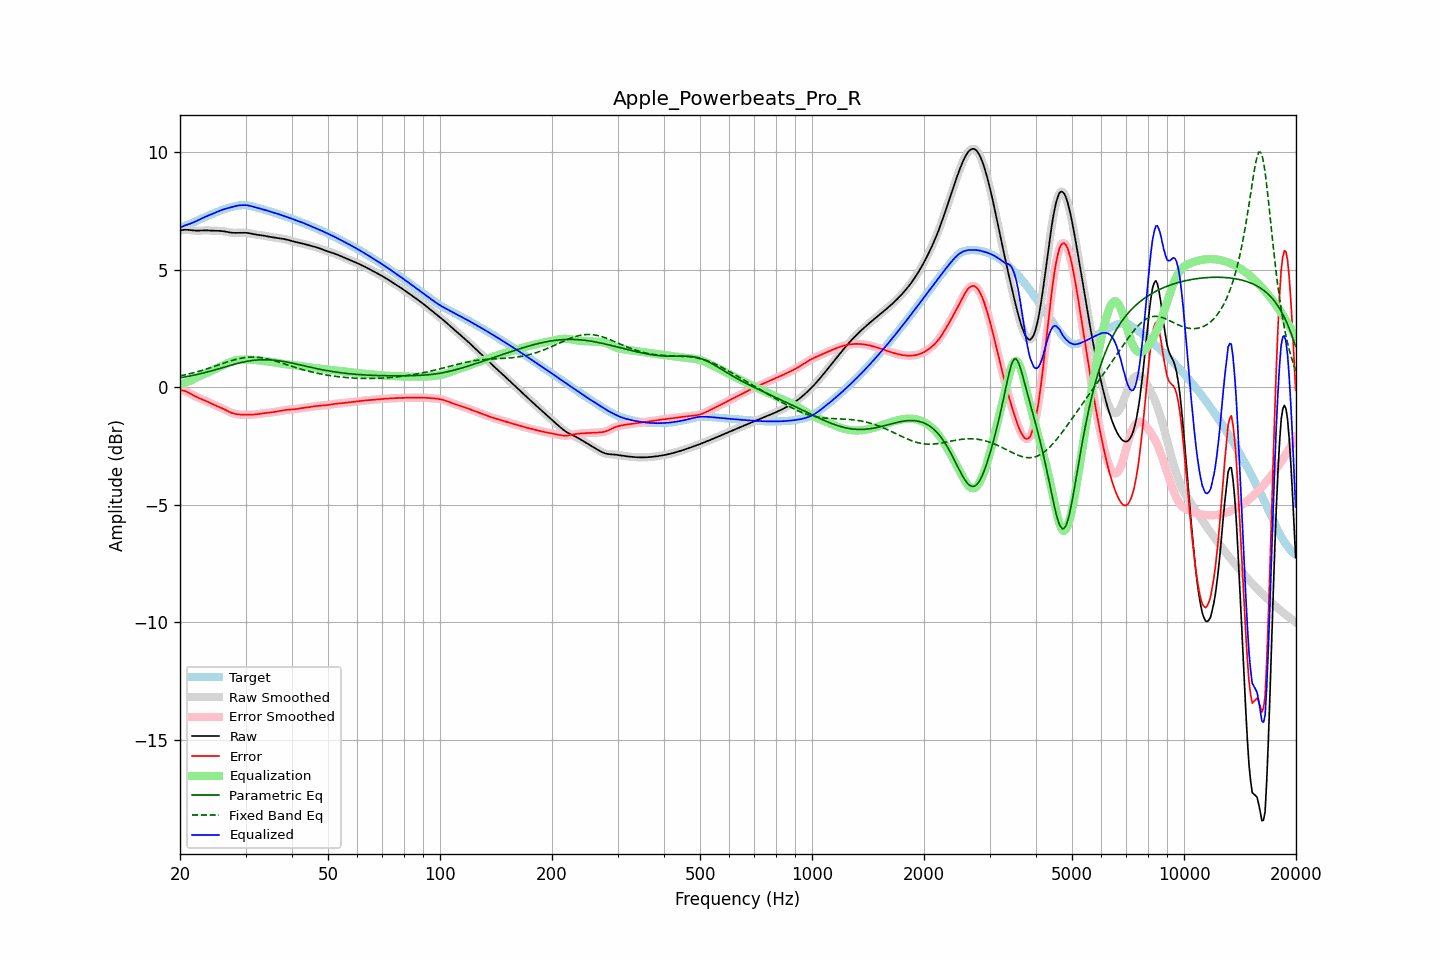 Apple_Powerbeats_Pro_R
Amplitude (dBr)
10
5
0
−5
−10
−15
Target
Raw Smoothed
Error Smoothed
Raw
Error
Equalization
Parametric Eq
Fixed Band Eq
Equalized
20 50 100 200 500 1000 2000 5000 10000 20000
Frequency (Hz)